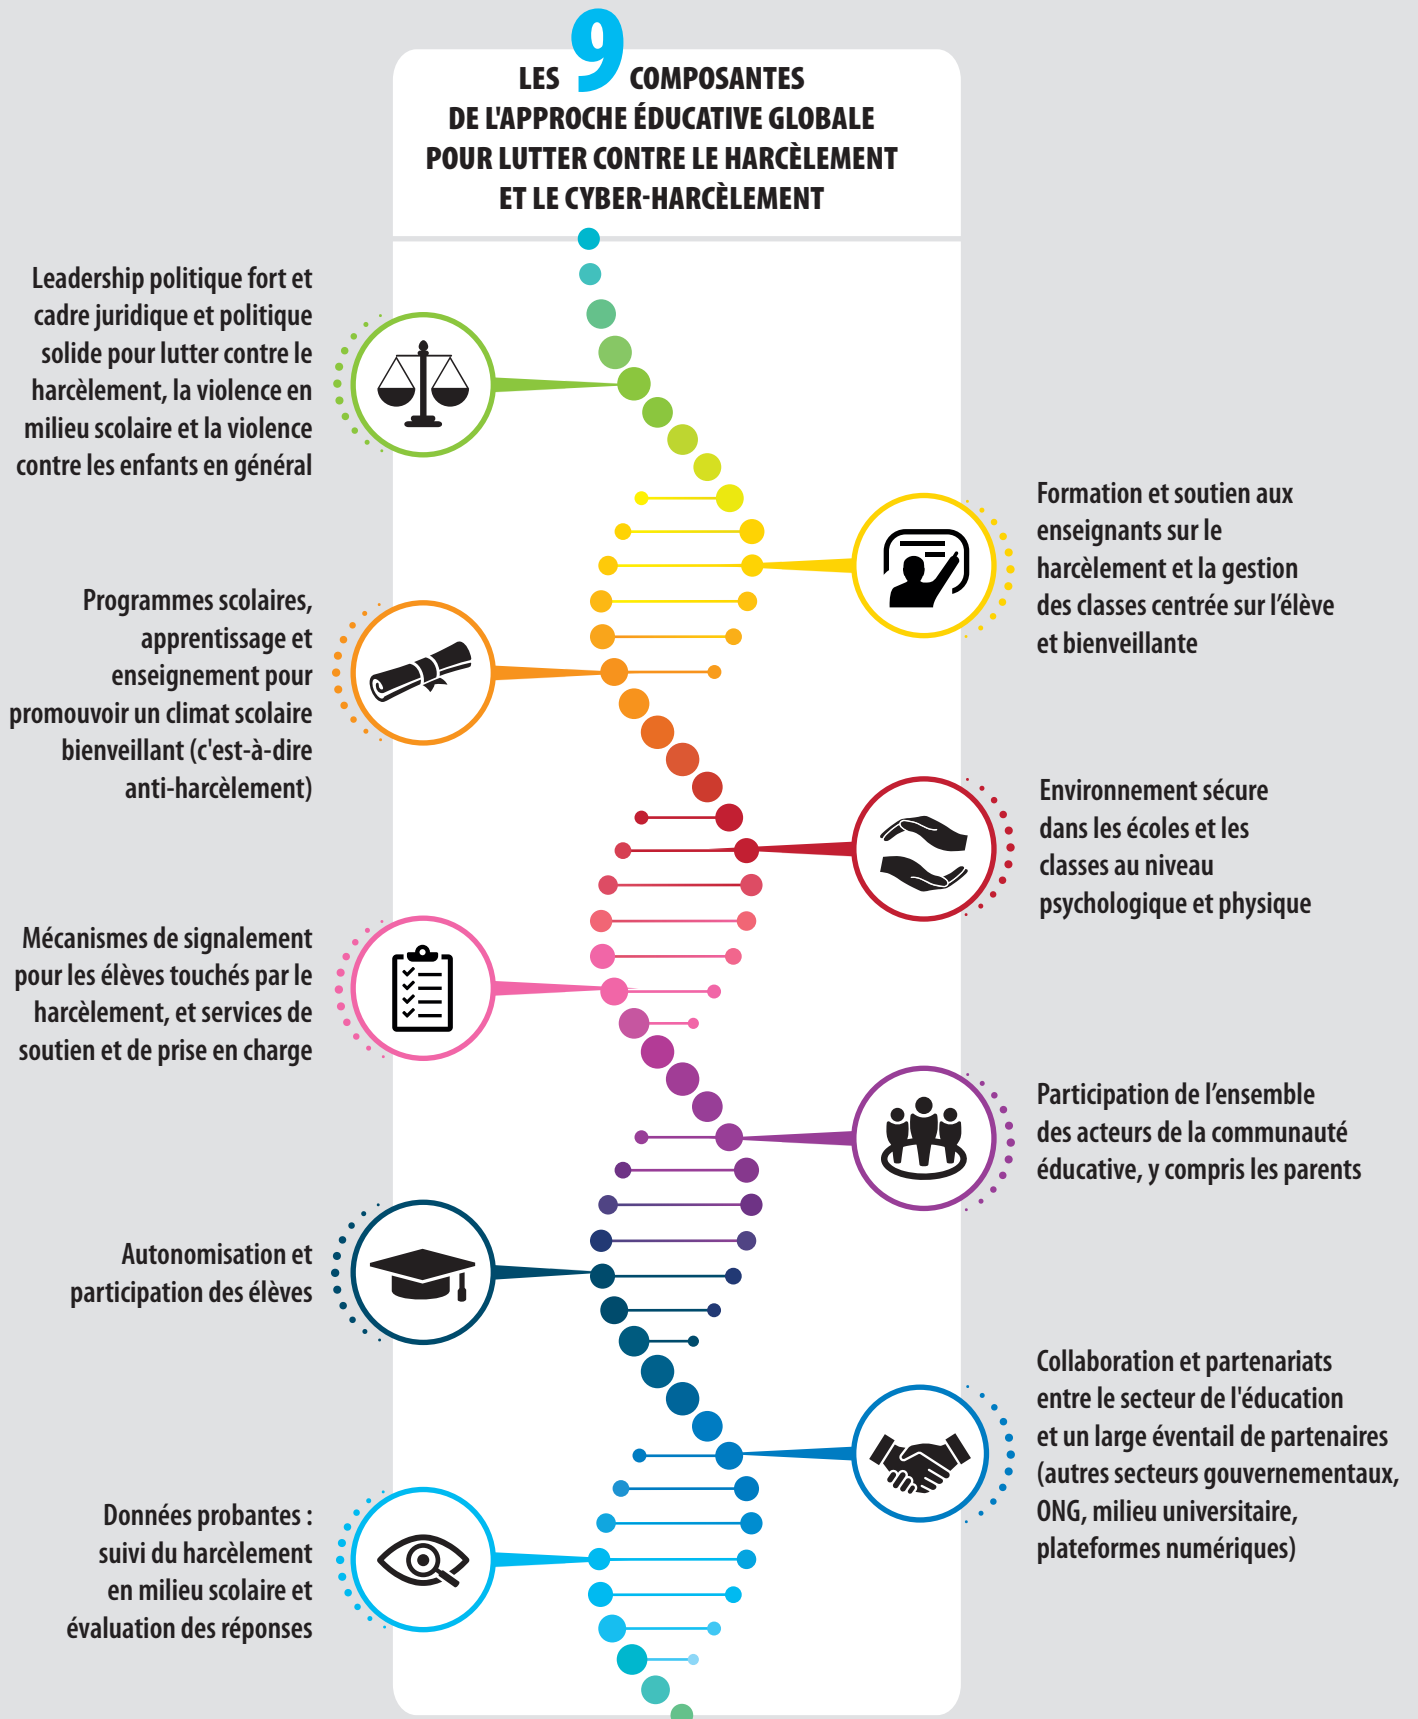 LES 9 COMPOSANTES
DE L'APPROCHE ÉDUCATIVE GLOBALE
POUR LUTTER CONTRE LE HARCÈLEMENT
ET LE CYBER-HARCÈLEMENT
Leadership politique fort et
cadre juridique et politique
solide pour lutter contre le
harcèlement, la violence en
milieu scolaire et la violence
contre les enfants en général
Formation et soutien aux
enseignants sur le
harcèlement et la gestion
des classes centrée sur l’élève
et bienveillante
Programmes scolaires,
apprentissage et
enseignement pour
promouvoir un climat scolaire
bienveillant (c'est-à-dire
anti-harcèlement)
Environnement sécure
dans les écoles et les
classes au niveau
psychologique et physique
Mécanismes de signalement
pour les élèves touchés par le
harcèlement, et services de
soutien et de prise en charge
Participation de l’ensemble
des acteurs de la communauté
éducative, y compris les parents
Autonomisation et
participation des élèves
Collaboration et partenariats
entre le secteur de l'éducation
et un large éventail de partenaires
(autres secteurs gouvernementaux,
ONG, milieu universitaire,
plateformes numériques)
Données probantes :
suivi du harcèlement
en milieu scolaire et
évaluation des réponses